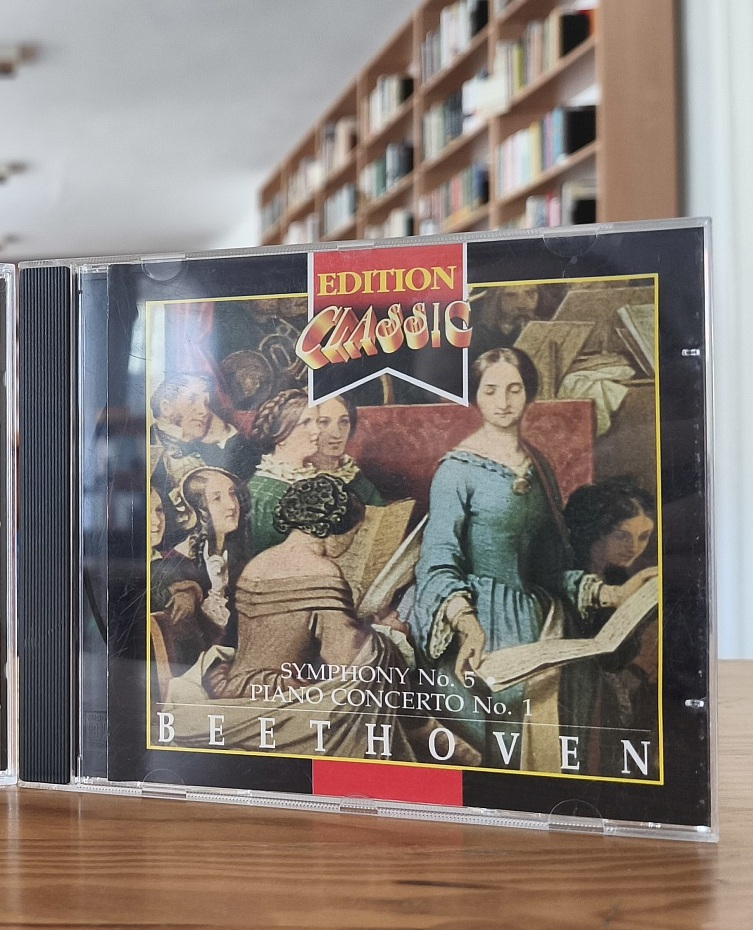 EDITION
CLASSIC
SYMPHONY No. 5
PIANO CONCERTO No. 1
BEETHOVEN